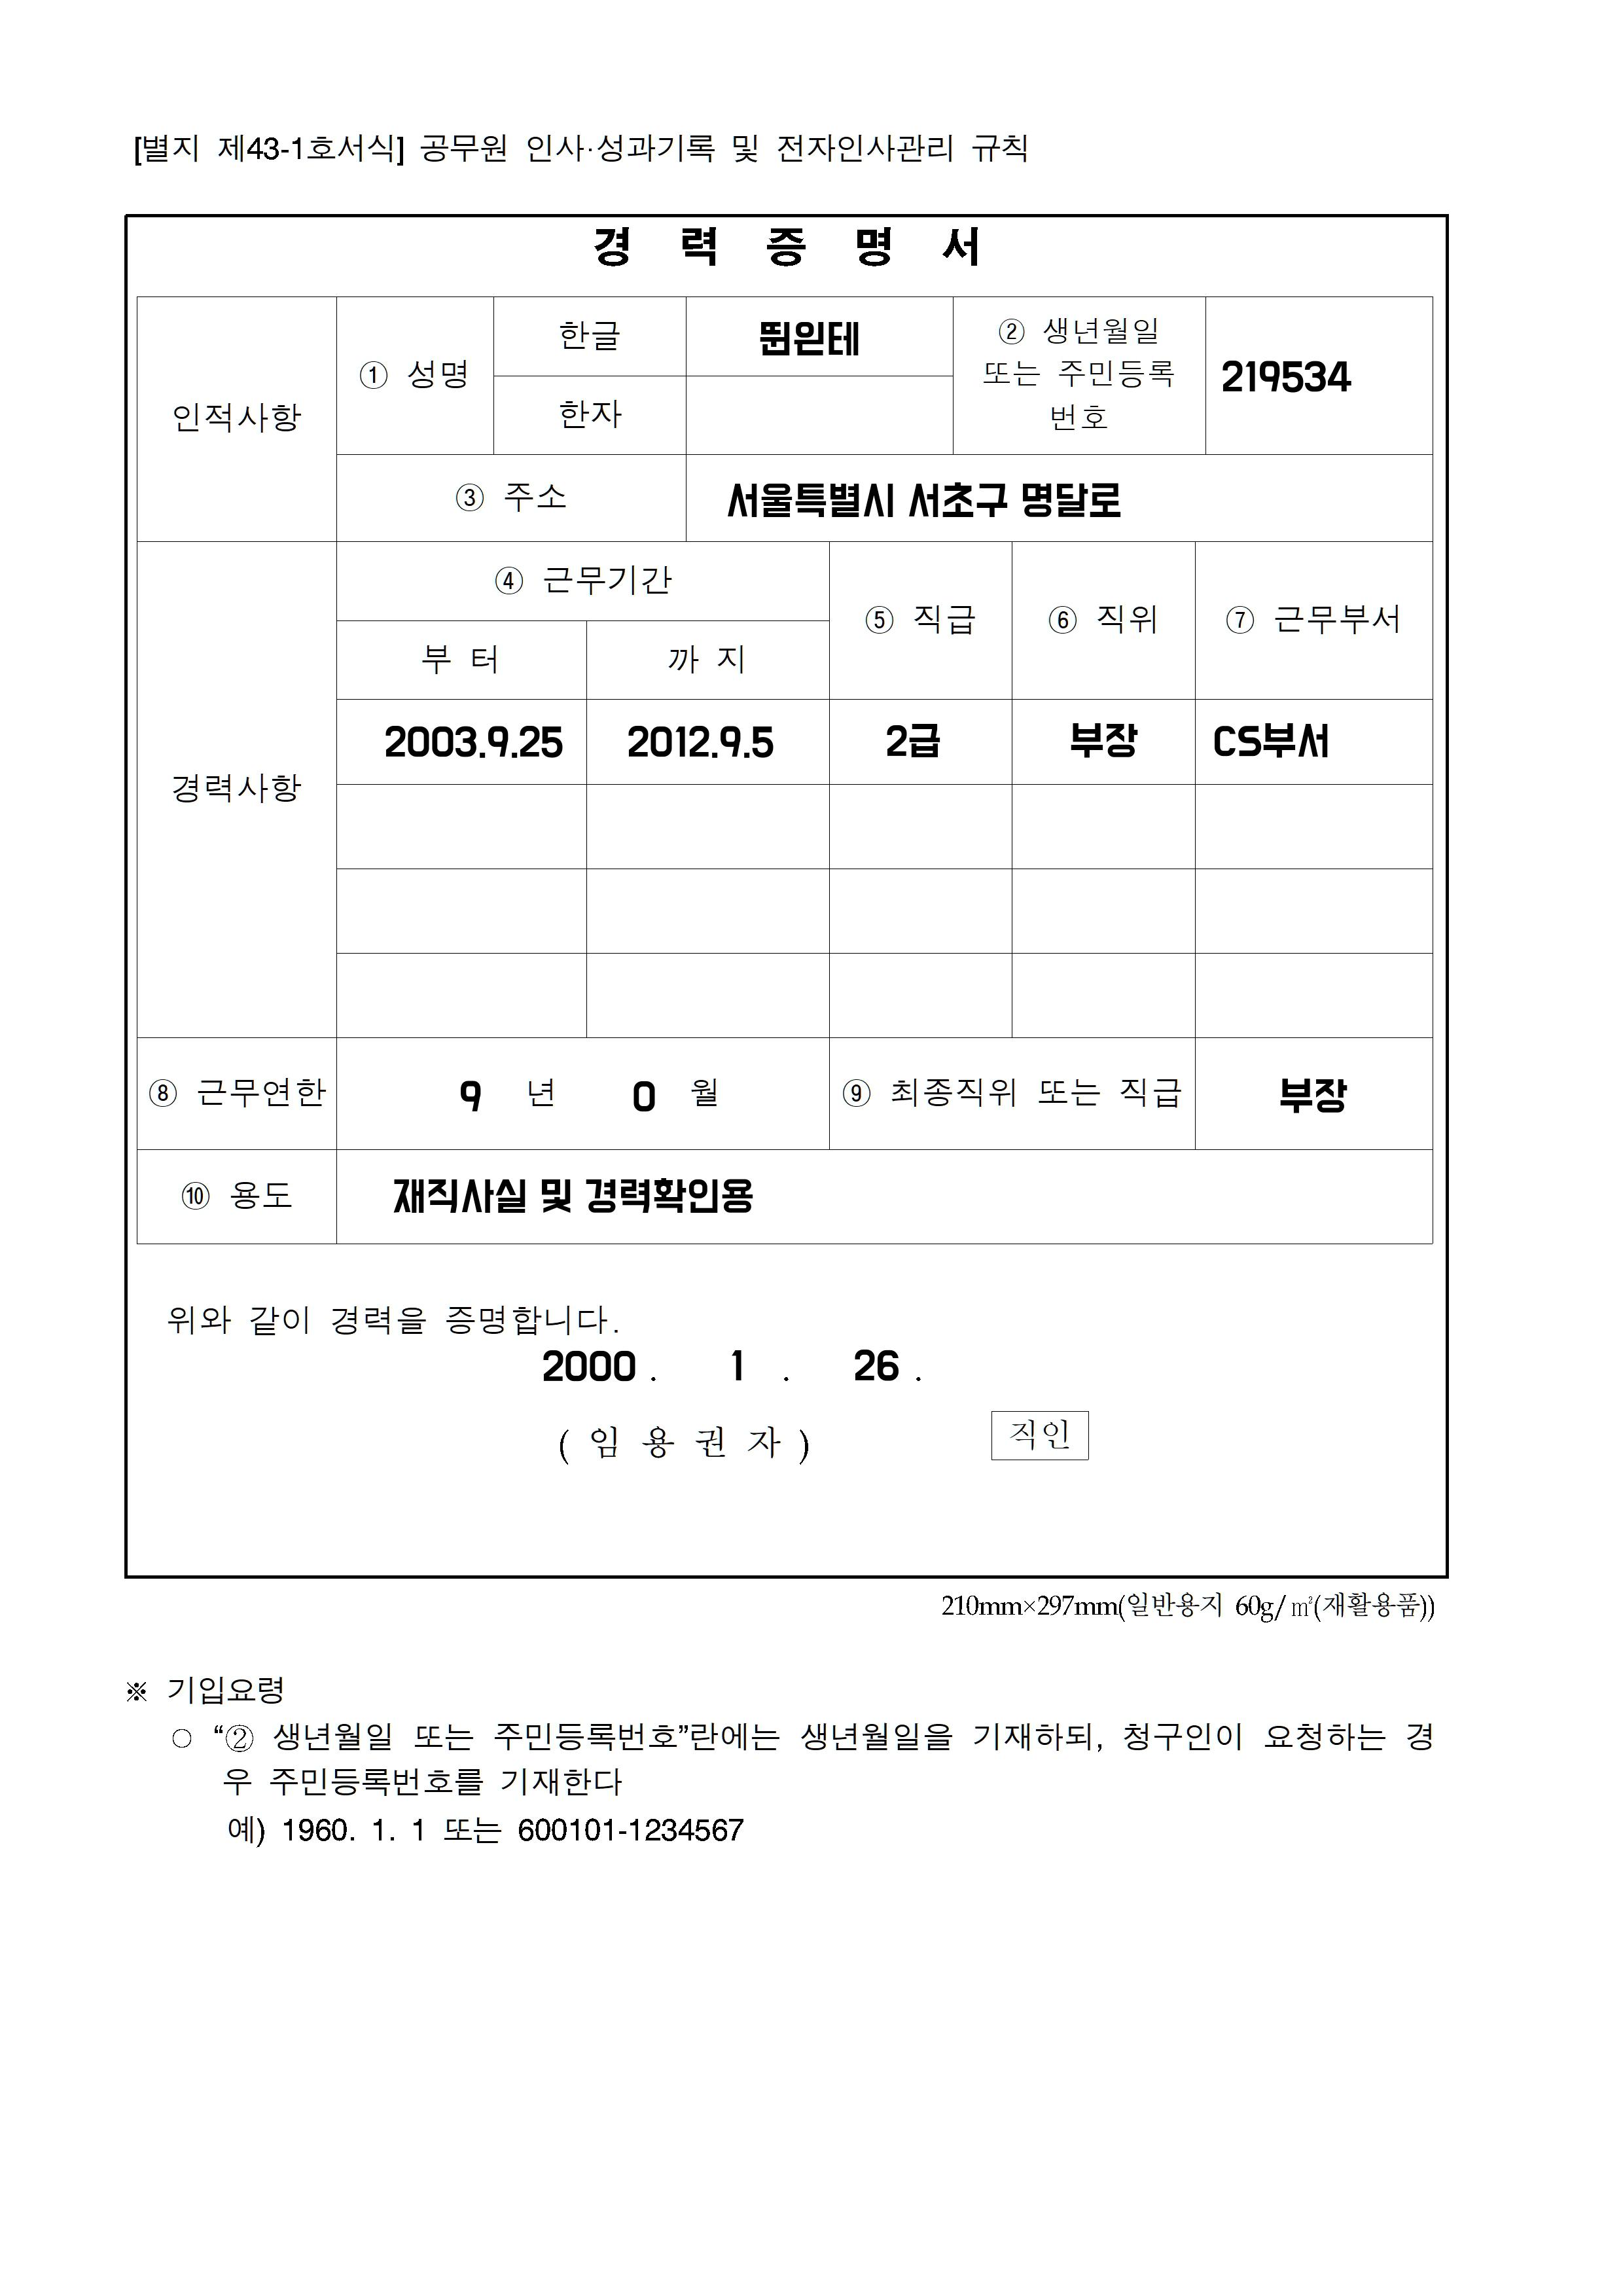 [별지 제43-1호서식] 공무원 인사·성과기록 및 전자인사관리 규칙
경 력 증 명 서
인적사항
① 성명
한글
뛴읜테
② 생년월일
또는 주민등록
번호
219534
한자
③ 주소
서울특별시 서초구 명달로
경력사항
④ 근무기간
⑤ 직급
⑥ 직위
⑦ 근무부서
부 터
까 지
2003.9.25
2012.9.5
2급
부장
CS부서
⑧ 근무연한
9 년 0 월
⑨ 최종직위 또는 직급
부장
⑩ 용도
재직사실 및 경력확인용
위와 같이 경력을 증명합니다.
2000 . 1 . 26 .
( 임 용 권 자 )
직인
210mm×297mm(일반용지 60g/㎡(재활용품))
※ 기입요령
○ “② 생년월일 또는 주민등록번호”란에는 생년월일을 기재하되, 청구인이 요청하는 경
우 주민등록번호를 기재한다
예) 1960. 1. 1 또는 600101-1234567